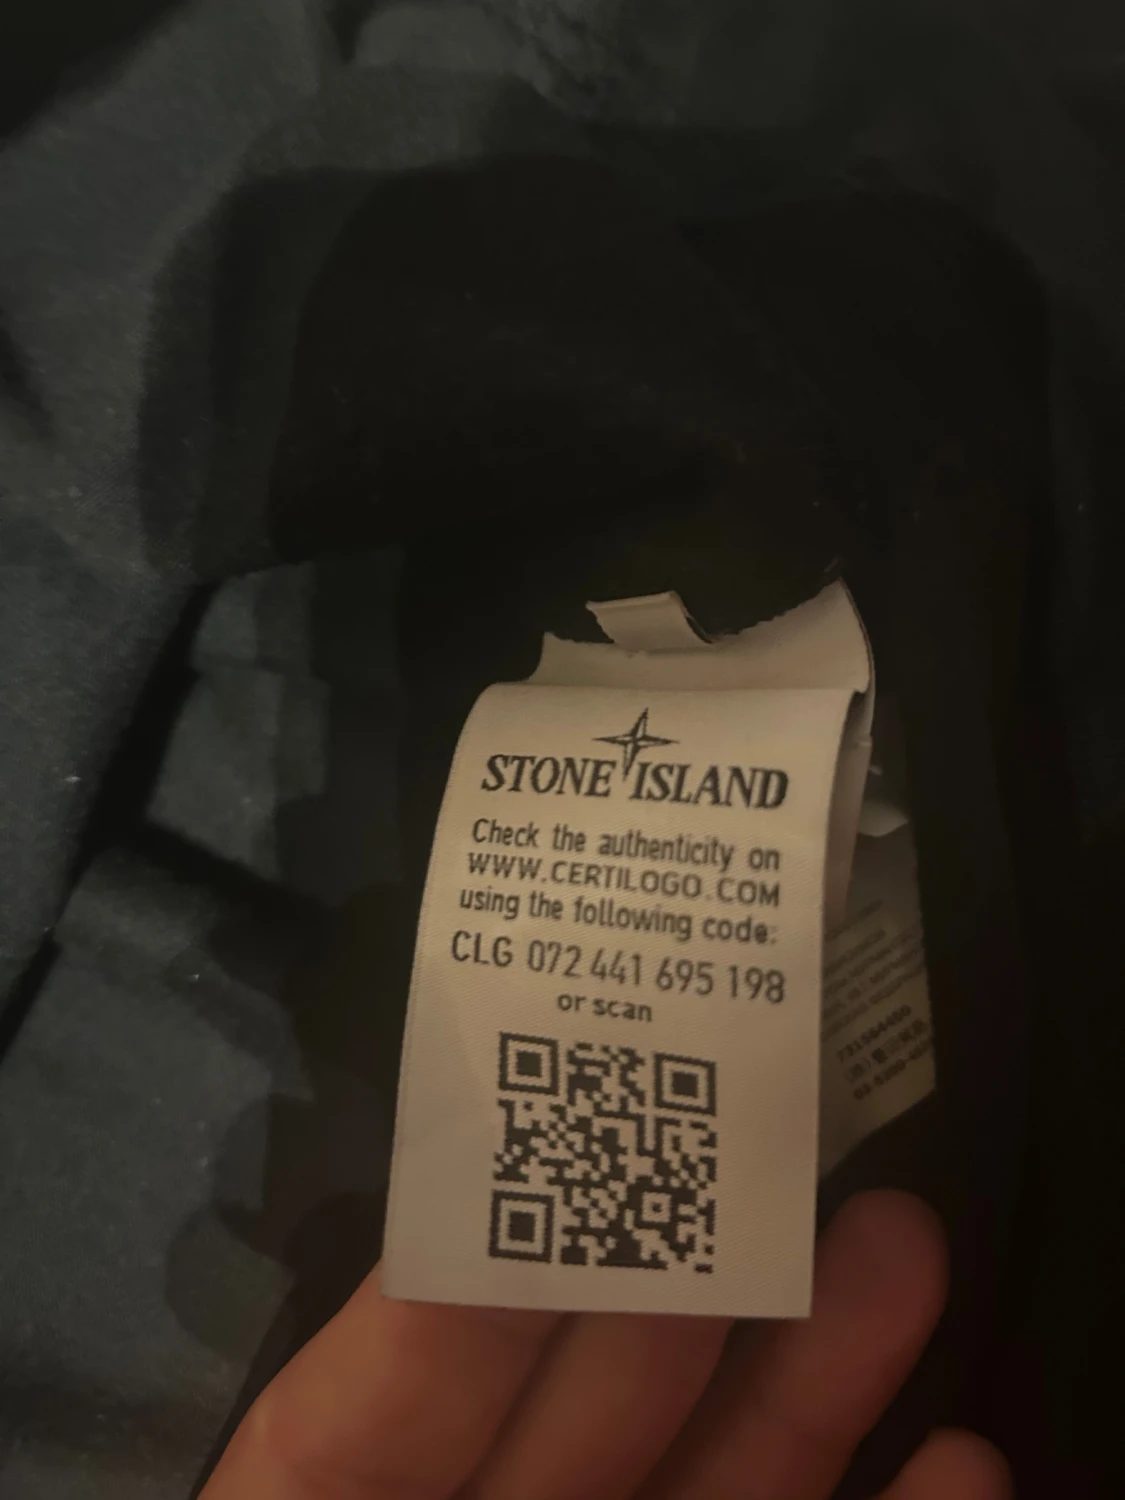 STONE ISLAND
Check the authenticity on
WWW.CERTILOGO.COM
using the following code:
CLG 072 441 695 198
or scan